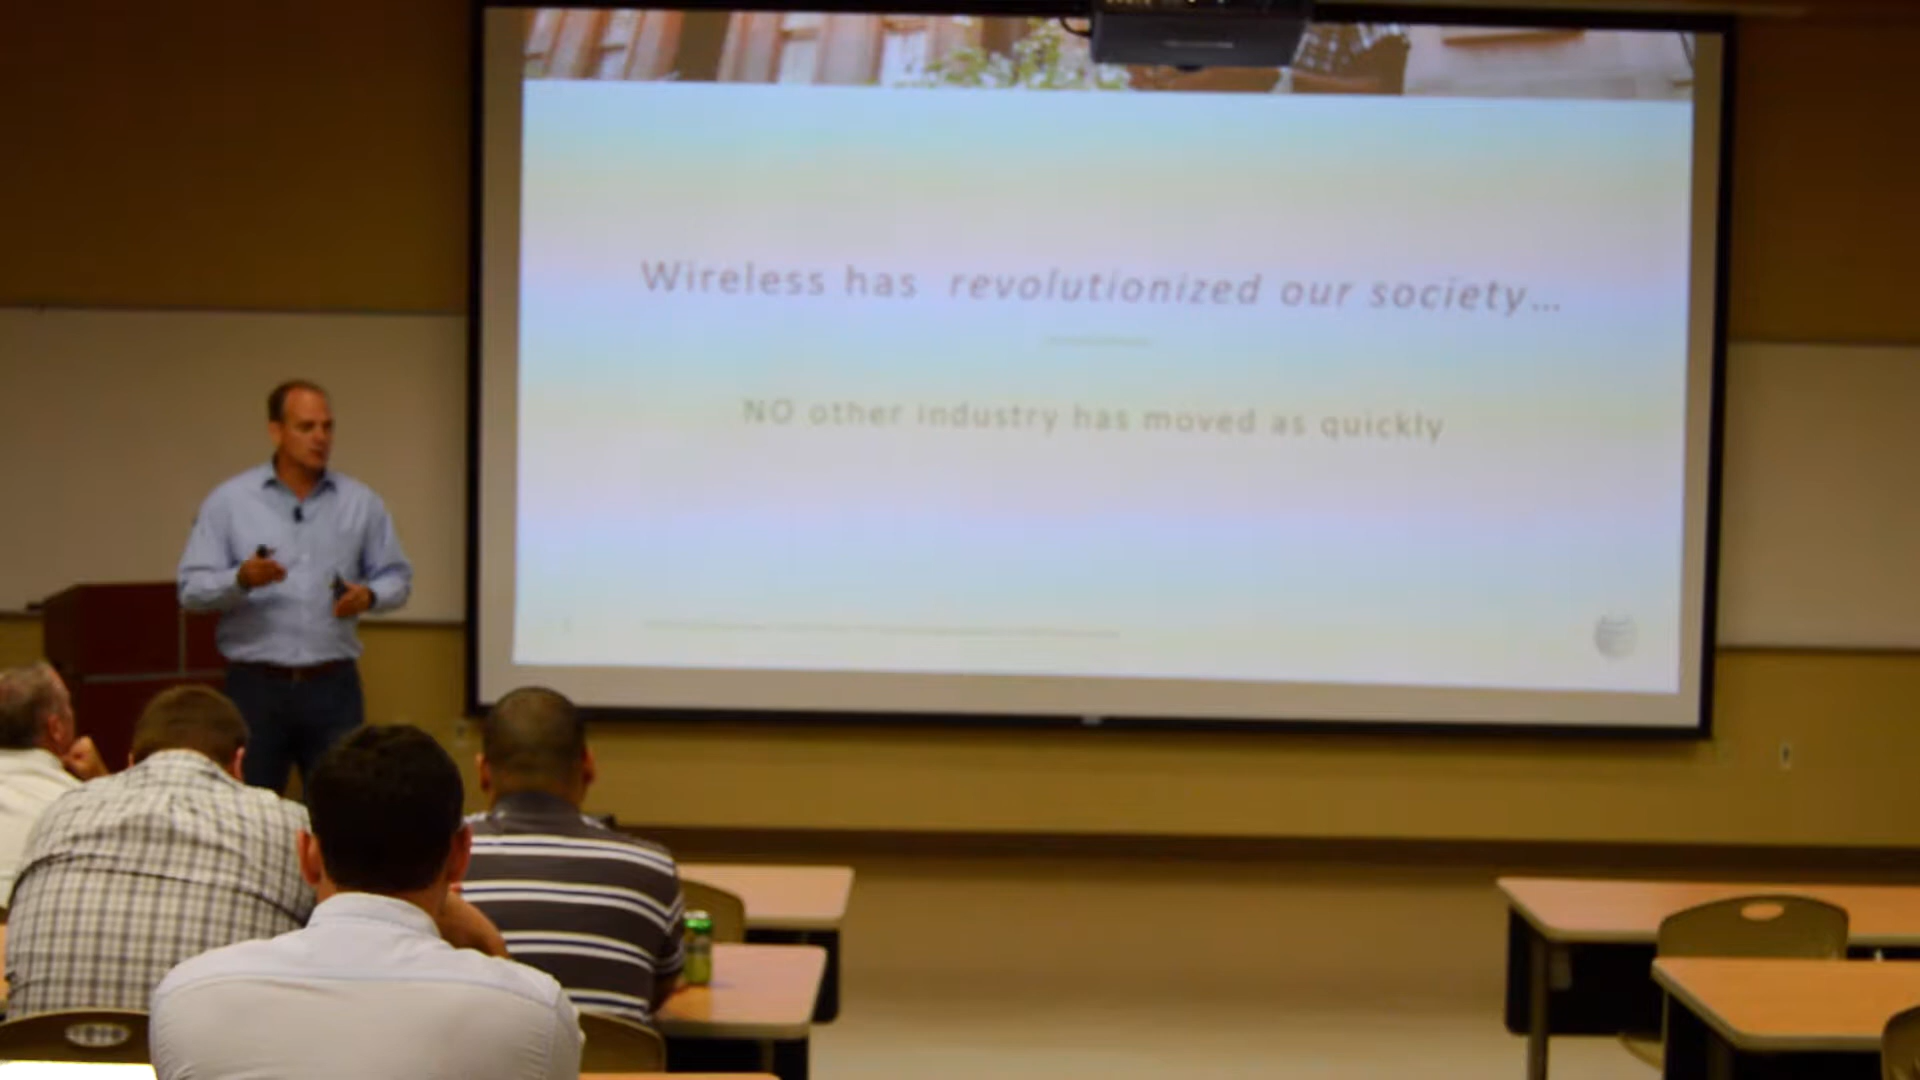 Wireless has revolutionized our society...
NO other industry has moved as quickly